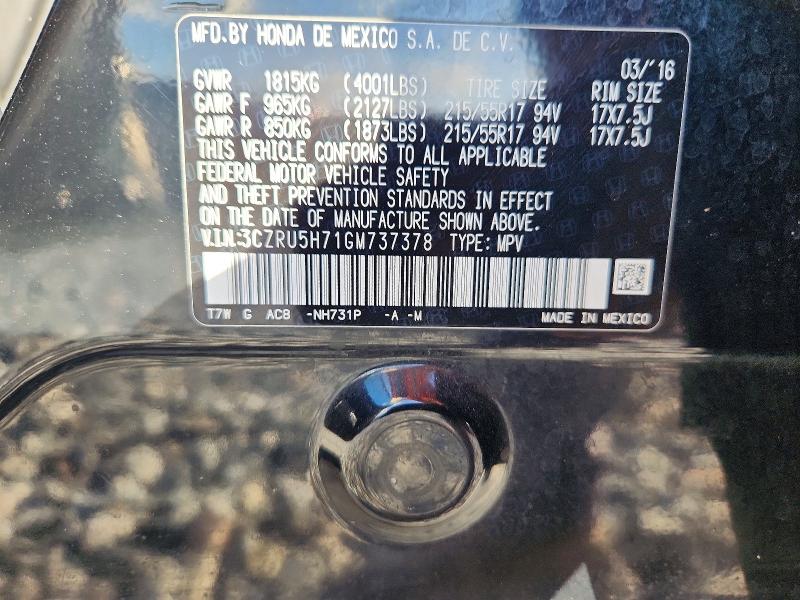 MFD.BY HONDA DE MEXICO S.A. DE C.V.
03/'16
GVWR 1815KG (4001LBS) TIRE SIZE RIM SIZE
GAWR F 965KG (2127LBS) 215/55R17 94V 17X7.5J
GAWR R 850KG (1873LBS) 215/55R17 94V 17X7.5J
THIS VEHICLE CONFORMS TO ALL APPLICABLE
FEDERAL MOTOR VEHICLE SAFETY
AND THEFT PREVENTION STANDARDS IN EFFECT
ON THE DATE OF MANUFACTURE SHOWN ABOVE.
V.I.N:3CZRU5H71GM737378 TYPE: MPV
T7W G AC8 -NH731P -A -M MADE IN MEXICO